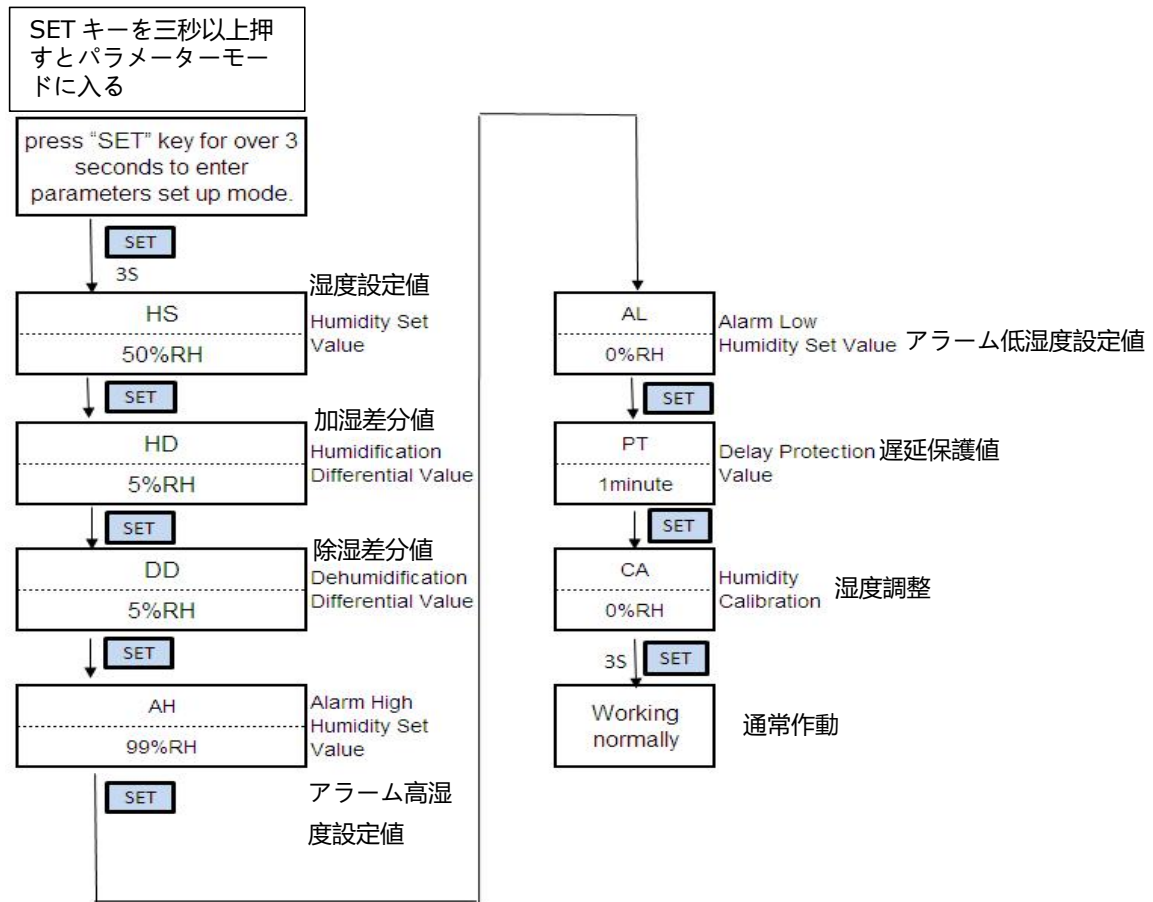 SET キーを三秒以上押
すとパラメーターモー
ドに入る
press “SET” key for over 3
seconds to enter
parameters set up mode.
SET
3S
湿度設定値
HS
Humidity Set
Value
50%RH
SET
加湿差分値
HD
Humidification
Differential Value
5%RH
SET
除湿差分値
DD
Dehumidification
Differential Value
5%RH
SET
AH
Alarm High
Humidity Set
Value
99%RH
SET
アラーム高湿
度設定値
AL
Alarm Low
Humidity Set Value アラーム低湿度設定値
0%RH
SET
PT
Delay Protection 遅延保護値
Value
1minute
SET
CA
Humidity
Calibration 湿度調整
0%RH
3S SET
Working
normally
通常作動